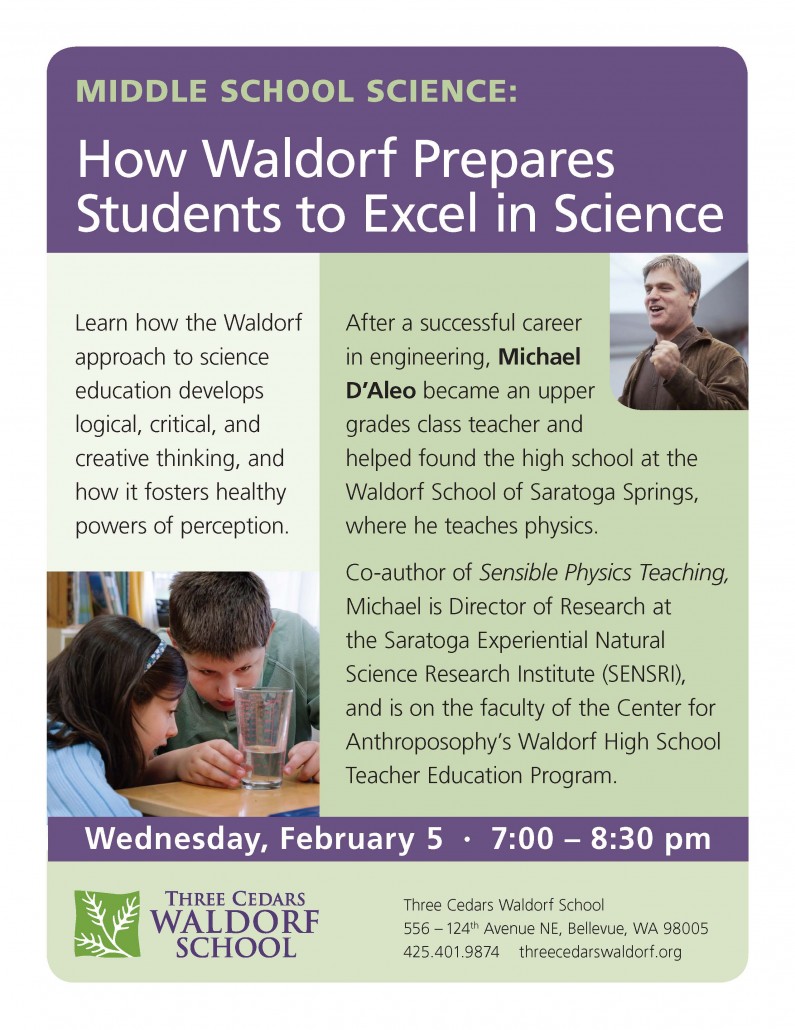 MIDDLE SCHOOL SCIENCE:
How Waldorf Prepares
Students to Excel in Science
Learn how the Waldorf
approach to science
education develops
logical, critical, and
creative thinking, and
how it fosters healthy
powers of perception.
After a successful career
in engineering, Michael
D’Aleo became an upper
grades class teacher and
helped found the high school at the
Waldorf School of Saratoga Springs,
where he teaches physics.
Co-author of Sensible Physics Teaching,
Michael is Director of Research at
the Saratoga Experiential Natural
Science Research Institute (SENSRI),
and is on the faculty of the Center for
Anthroposophy’s Waldorf High School
Teacher Education Program.
Wednesday, February 5 · 7:00 – 8:30 pm
THREE CEDARS
WALDORF
SCHOOL
Three Cedars Waldorf School
556 – 124th Avenue NE, Bellevue, WA 98005
425.401.9874 threecedarswaldorf.org